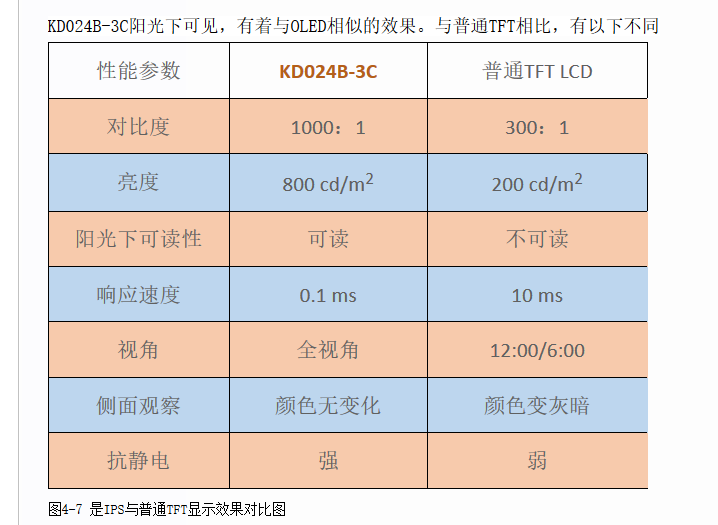 KD024B-3C阳光下可见，有着与OLED相似的效果。与普通TFT相比，有以下不同
性能参数 KD024B-3C 普通TFT LCD
对比度 1000：1 300：1
亮度 800 cd/m² 200 cd/m²
阳光下可读性 可读 不可读
响应速度 0.1 ms 10 ms
视角 全视角 12:00/6:00
侧面观察 颜色无变化 颜色变灰暗
抗静电 强 弱
图4-7 是IPS与普通TFT显示效果对比图